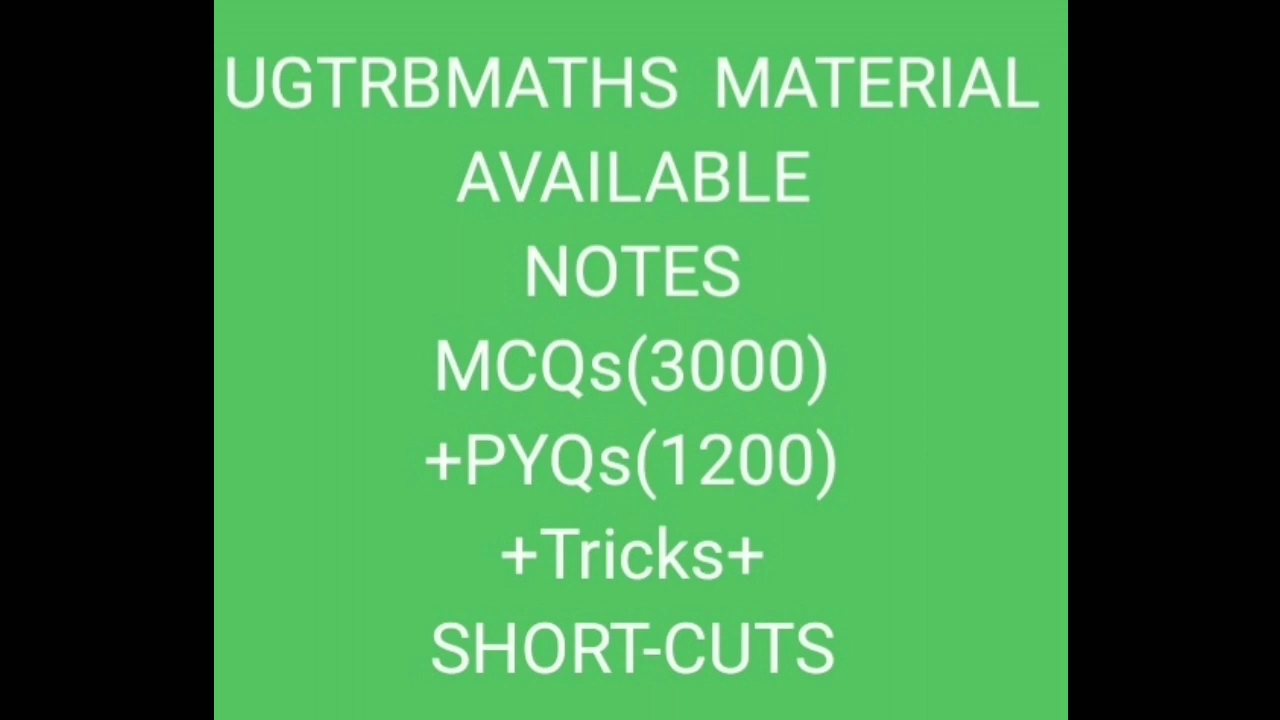 UGTRBMATHS MATERIAL
AVAILABLE
NOTES
MCQs(3000)
+PYQs(1200)
+Tricks+
SHORT-CUTS